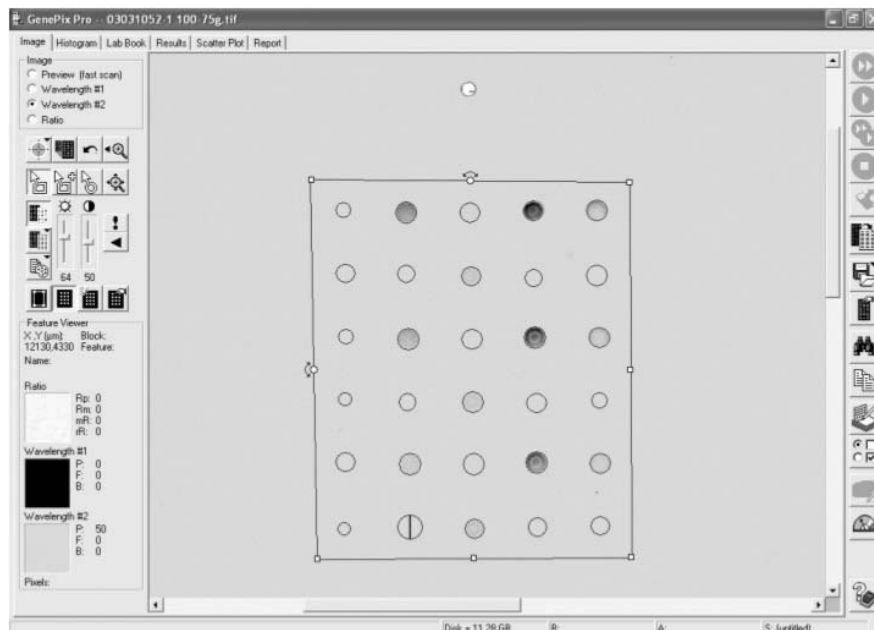 GenePix Pro -- 03031052-1 100-75g.tif
Image Histogram Lab Book Results Scatter Plot Report
Image
Preview (fast scan)
Wavelength #1
Wavelength #2
Ratio
64 50
Feature Viewer
X ,Y (µm): Block:
12130,4330 Feature:
Name:
Ratio
Rp: 0
Rm: 0
mR: 0
rR: 0
Wavelength #1
P: 0
F: 0
B: 0
Wavelength #2
P: 50
F: 0
B: 0
Pixels:
Disk = 11.28 GB B: A: S: (untitled)